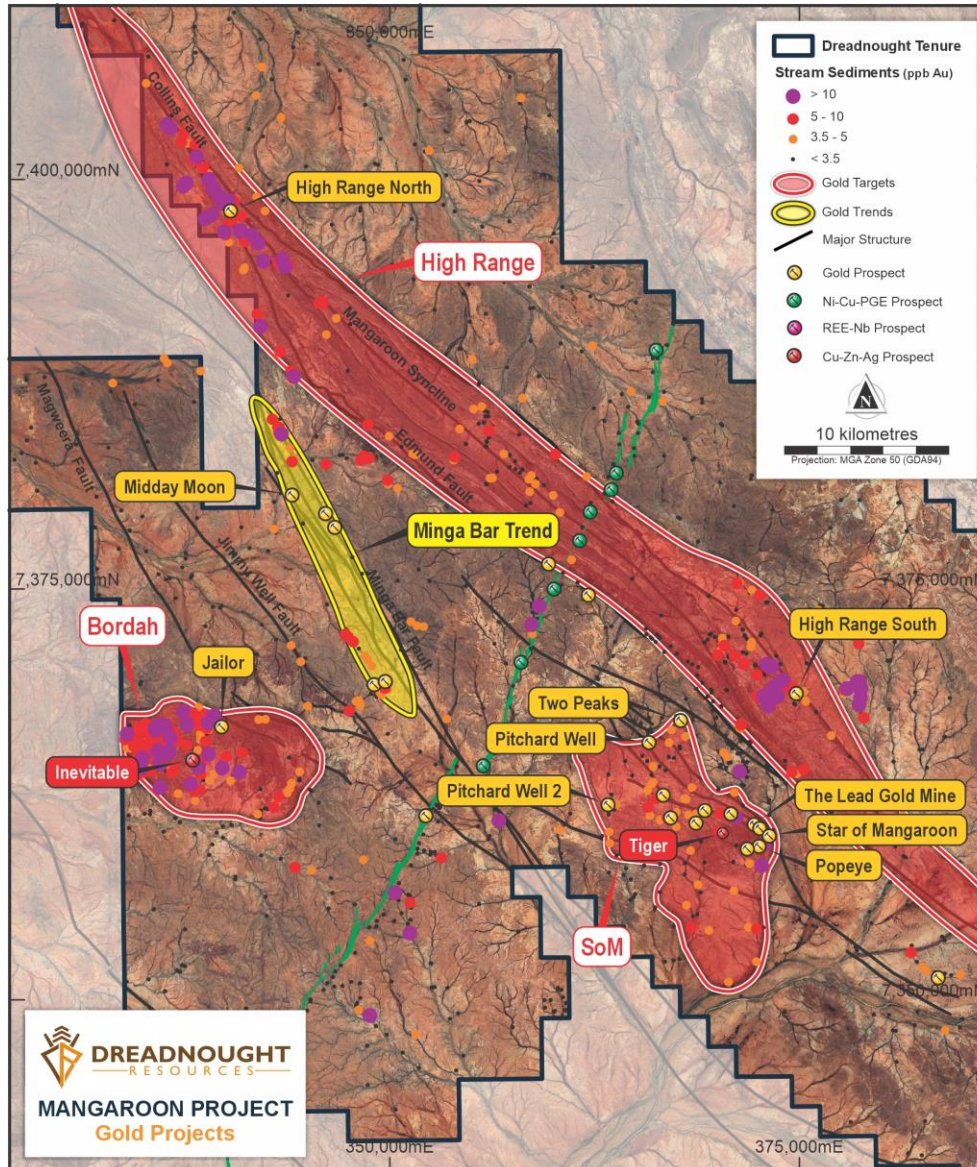 350,000mE
Collins Fault
7,400,000mN
High Range North
High Range
Mangaroon Syncline
Edmund Fault
Magweera Fault
Midday Moon
Minga Bar Trend
Jimmy Well Fault
Minga Bar Fault
7,375,000mN
7,375,000mN
Bordah
Jailor
High Range South
Two Peaks
Pitchard Well
Inevitable
Pitchard Well 2
The Lead Gold Mine
Star of Mangaroon
Tiger
Popeye
SoM
7,350,000mN
350,000mE
375,000mE
Dreadnought Tenure
Stream Sediments (ppb Au)
> 10
5 - 10
3.5 - 5
< 3.5
Gold Targets
Gold Trends
Major Structure
Gold Prospect
Ni-Cu-PGE Prospect
REE-Nb Prospect
Cu-Zn-Ag Prospect
N
10 kilometres
Projection: MGA Zone 50 (GDA94)
DREADNOUGHT
RESOURCES
MANGAROON PROJECT
Gold Projects